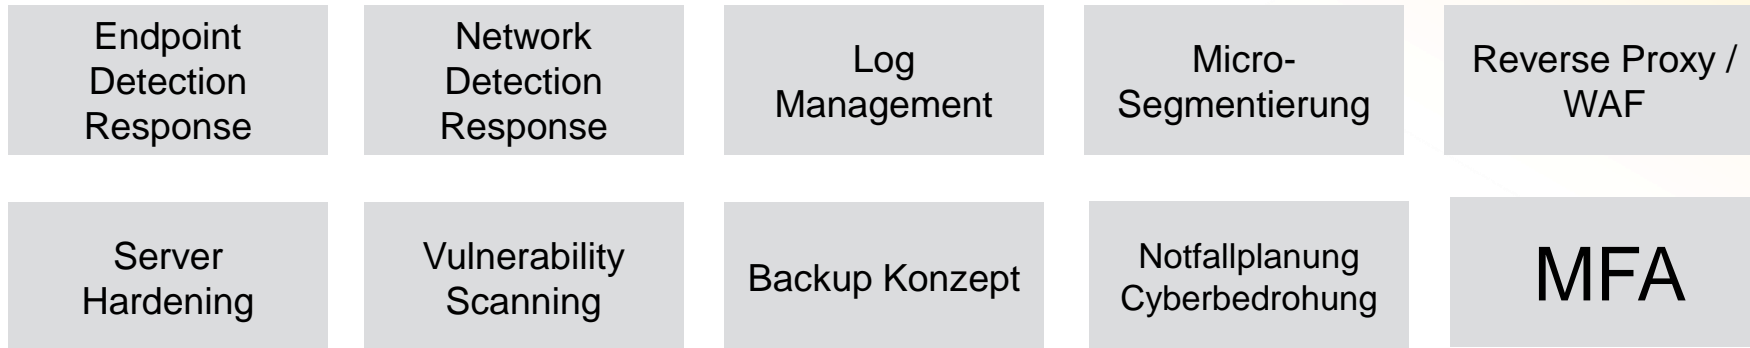 Endpoint
Detection
Response
Network
Detection
Response
Log
Management
Micro-
Segmentierung
Reverse Proxy /
WAF
Server
Hardening
Vulnerability
Scanning
Backup Konzept
Notfallplanung
Cyberbedrohung
MFA